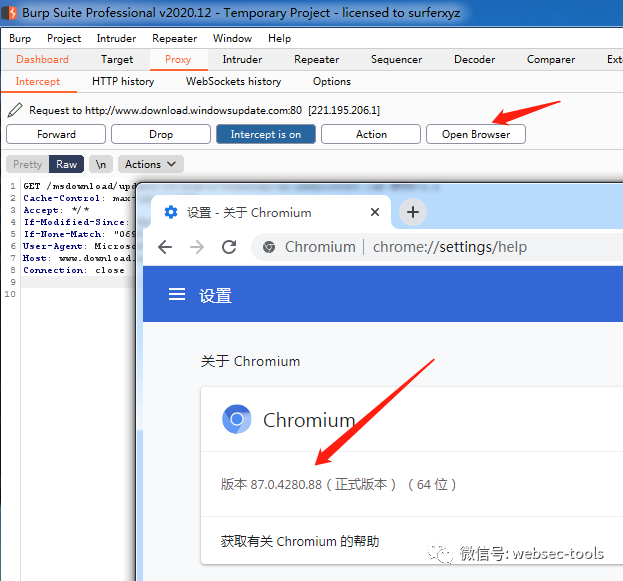 Burp Suite Professional v2020.12 - Temporary Project - licensed to surferxyz
Burp Project Intruder Repeater Window Help
Dashboard Target Proxy Intruder Repeater Sequencer Decoder Comparer
Intercept HTTP history WebSockets history Options
Request to http://www.download.windowsupdate.com:80 [221.195.206.1]
Forward Drop Intercept is on Action Open Browser
Pretty Raw \n Actions
1 GET /msdownload/upd
2 Cache-Control: max-
3 Accept: */*
4 If-Modified-Since:
5 If-None-Match: "069
6 User-Agent: Microso
7 Host: www.download.
8 Connection: close
9
10
设置 - 关于 Chromium
Chromium | chrome://settings/help
设置
关于 Chromium
Chromium
版本 87.0.4280.88（正式版本）（64 位）
获取有关 Chromium 的帮助
微信号: websec-tools